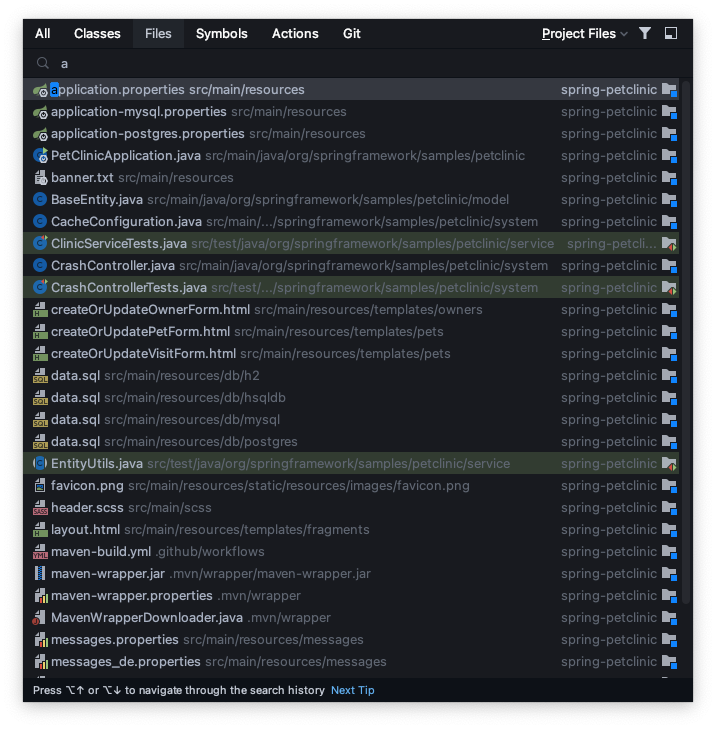 All Classes Files Symbols Actions Git Project Files
a
application.properties src/main/resources spring-petclinic
application-mysql.properties src/main/resources spring-petclinic
application-postgres.properties src/main/resources spring-petclinic
PetClinicApplication.java src/main/java/org/springframework/samples/petclinic spring-petclinic
banner.txt src/main/resources spring-petclinic
BaseEntity.java src/main/java/org/springframework/samples/petclinic/model spring-petclinic
CacheConfiguration.java src/main/.../springframework/samples/petclinic/system spring-petclinic
ClinicServiceTests.java src/test/java/org/springframework/samples/petclinic/service spring-petcli...
CrashController.java src/main/java/org/springframework/samples/petclinic/system spring-petclinic
CrashControllerTests.java src/test/.../springframework/samples/petclinic/system spring-petclinic
createOrUpdateOwnerForm.html src/main/resources/templates/owners spring-petclinic
createOrUpdatePetForm.html src/main/resources/templates/pets spring-petclinic
createOrUpdateVisitForm.html src/main/resources/templates/pets spring-petclinic
data.sql src/main/resources/db/h2 spring-petclinic
data.sql src/main/resources/db/hsqldb spring-petclinic
data.sql src/main/resources/db/mysql spring-petclinic
data.sql src/main/resources/db/postgres spring-petclinic
EntityUtils.java src/test/java/org/springframework/samples/petclinic/service spring-petclinic
favicon.png src/main/resources/static/resources/images/favicon.png spring-petclinic
header.scss src/main/scss spring-petclinic
layout.html src/main/resources/templates/fragments spring-petclinic
maven-build.yml .github/workflows spring-petclinic
maven-wrapper.jar .mvn/wrapper/maven-wrapper.jar spring-petclinic
maven-wrapper.properties .mvn/wrapper spring-petclinic
MavenWrapperDownloader.java .mvn/wrapper spring-petclinic
messages.properties src/main/resources/messages spring-petclinic
messages_de.properties src/main/resources/messages spring-petclinic
Press ⌥↑ or ⌥↓ to navigate through the search history Next Tip